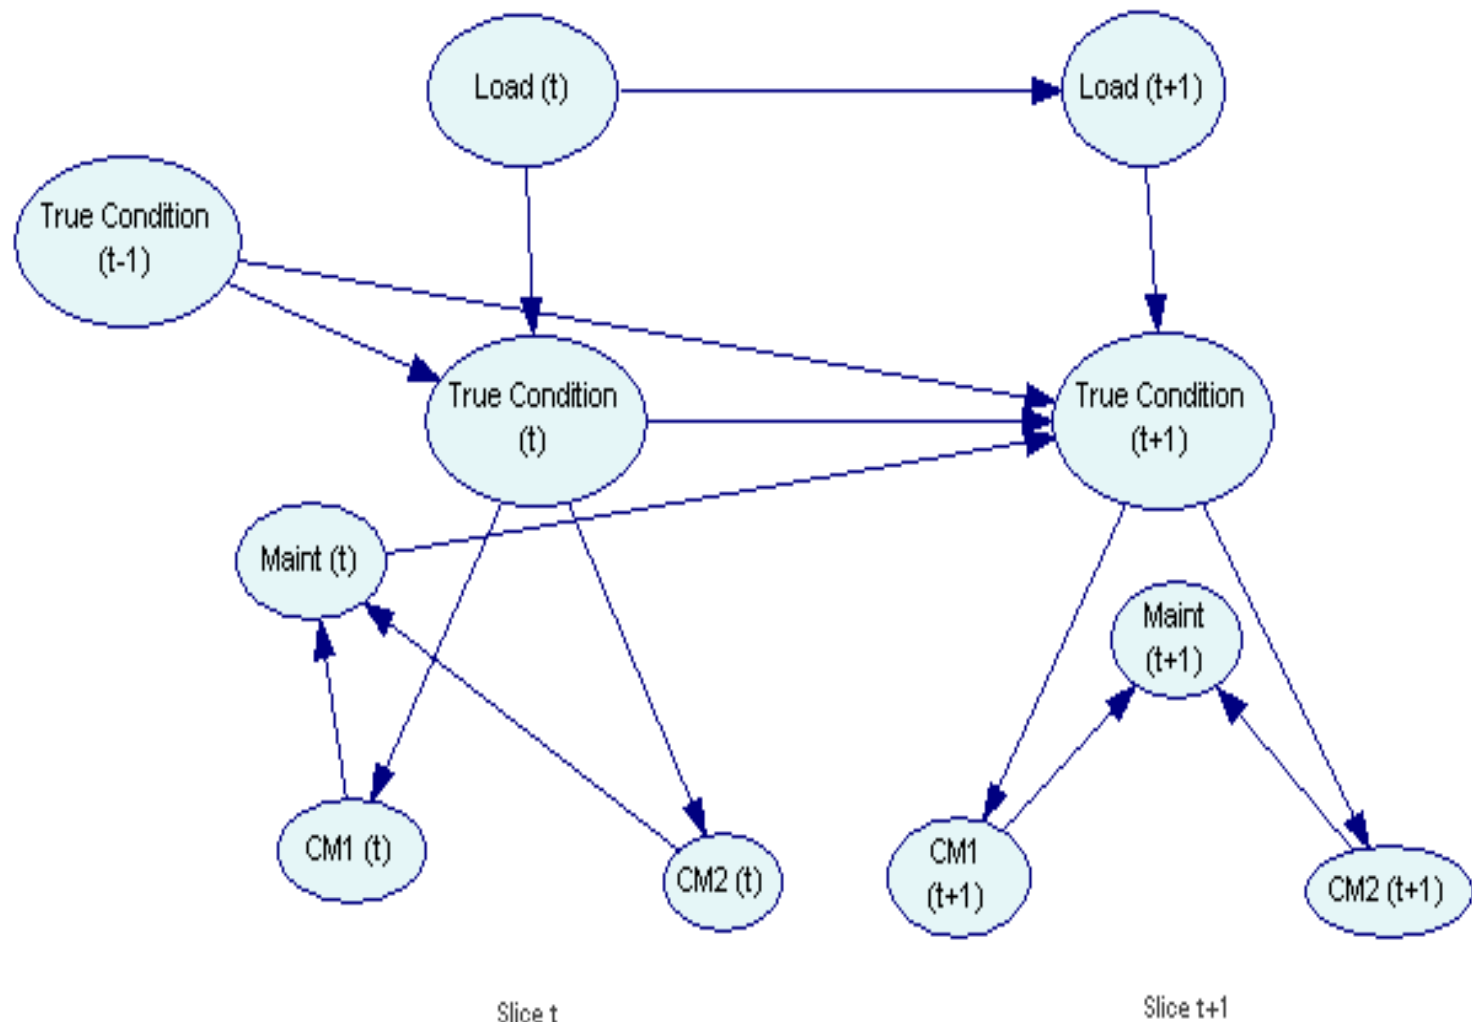 Load (t)
Load (t+1)
True Condition
(t-1)
True Condition
(t)
True Condition
(t+1)
Maint (t)
Maint
(t+1)
CM1 (t)
CM2 (t)
CM1
(t+1)
CM2 (t+1)
Slice t
Slice t+1